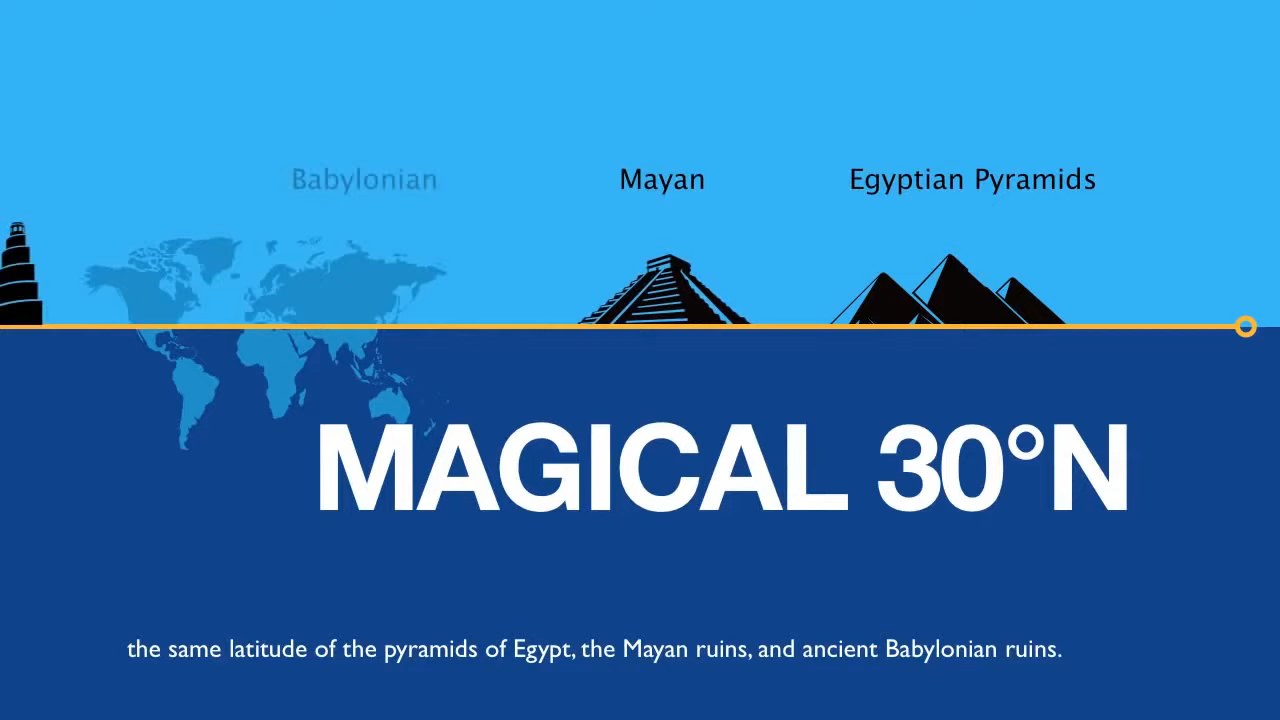 Babylonian
Mayan
Egyptian Pyramids
MAGICAL 30°N
the same latitude of the pyramids of Egypt, the Mayan ruins, and ancient Babylonian ruins.